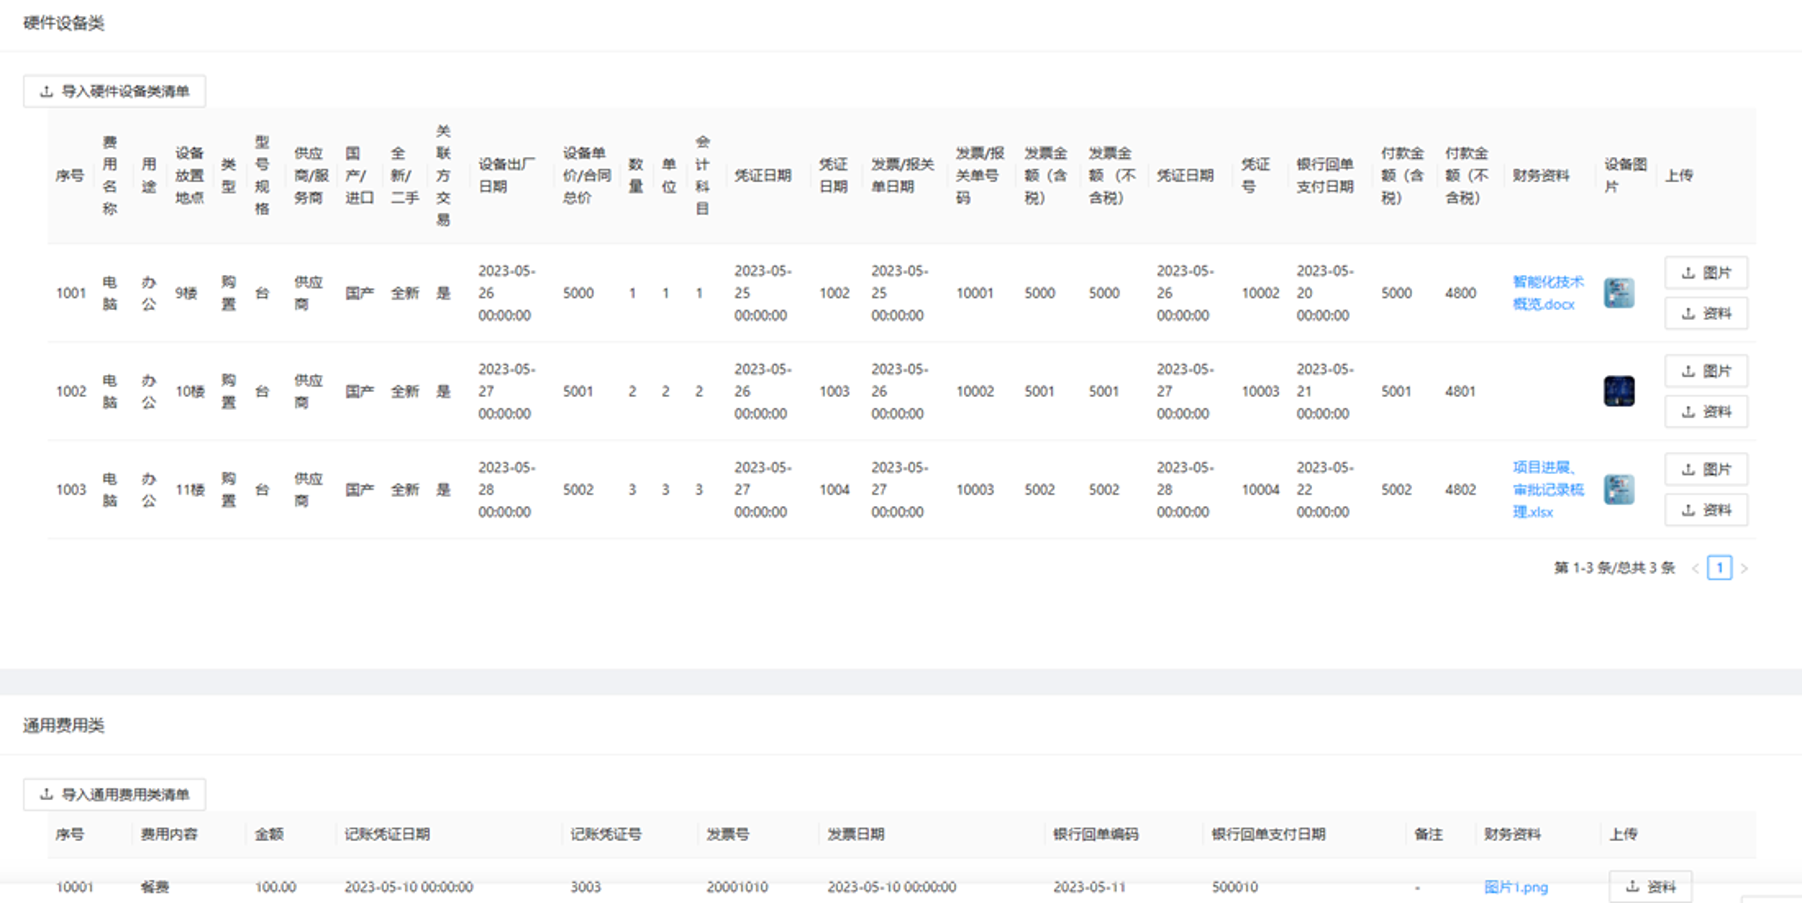 硬件设备类
导入硬件设备类清单
序号 费用名称 用途 设备放置地点 类型 型号规格 供应商/服务商 国产/进口 全新/二手 关联方交易 设备出厂日期 设备单价/合同总价 数量 单位 会计科目 凭证日期 凭证日期 发票/报关单日期 发票/报关单号码 发票金额（含税） 发票金额（不含税） 凭证日期 凭证号 银行回单支付日期 付款金额（含税） 付款金额（不含税） 财务资料 设备图片 上传
1001 电脑 办公 9楼 购置 台 供应商 国产 全新 是 2023-05-26 00:00:00 5000 1 1 1 2023-05-25 00:00:00 1002 2023-05-25 00:00:00 10001 5000 5000 2023-05-26 00:00:00 10002 2023-05-20 00:00:00 5000 4800 智能化技术概览.docx 图片 资料
1002 电脑 办公 10楼 购置 台 供应商 国产 全新 是 2023-05-27 00:00:00 5001 2 2 2 2023-05-26 00:00:00 1003 2023-05-26 00:00:00 10002 5001 5001 2023-05-27 00:00:00 10003 2023-05-21 00:00:00 5001 4801 图片 资料
1003 电脑 办公 11楼 购置 台 供应商 国产 全新 是 2023-05-28 00:00:00 5002 3 3 3 2023-05-27 00:00:00 1004 2023-05-27 00:00:00 10003 5002 5002 2023-05-28 00:00:00 10004 2023-05-22 00:00:00 5002 4802 项目进展、审批记录梳理.xlsx 图片 资料
第 1-3 条/总共 3 条 < 1 >
通用费用类
导入通用费用类清单
序号 费用内容 金额 记账凭证日期 记账凭证号 发票号 发票日期 银行回单编码 银行回单支付日期 备注 财务资料 上传
10001 餐费 100.00 2023-05-10 00:00:00 3003 20001010 2023-05-10 00:00:00 2023-05-11 500010 - 图片1.png 资料